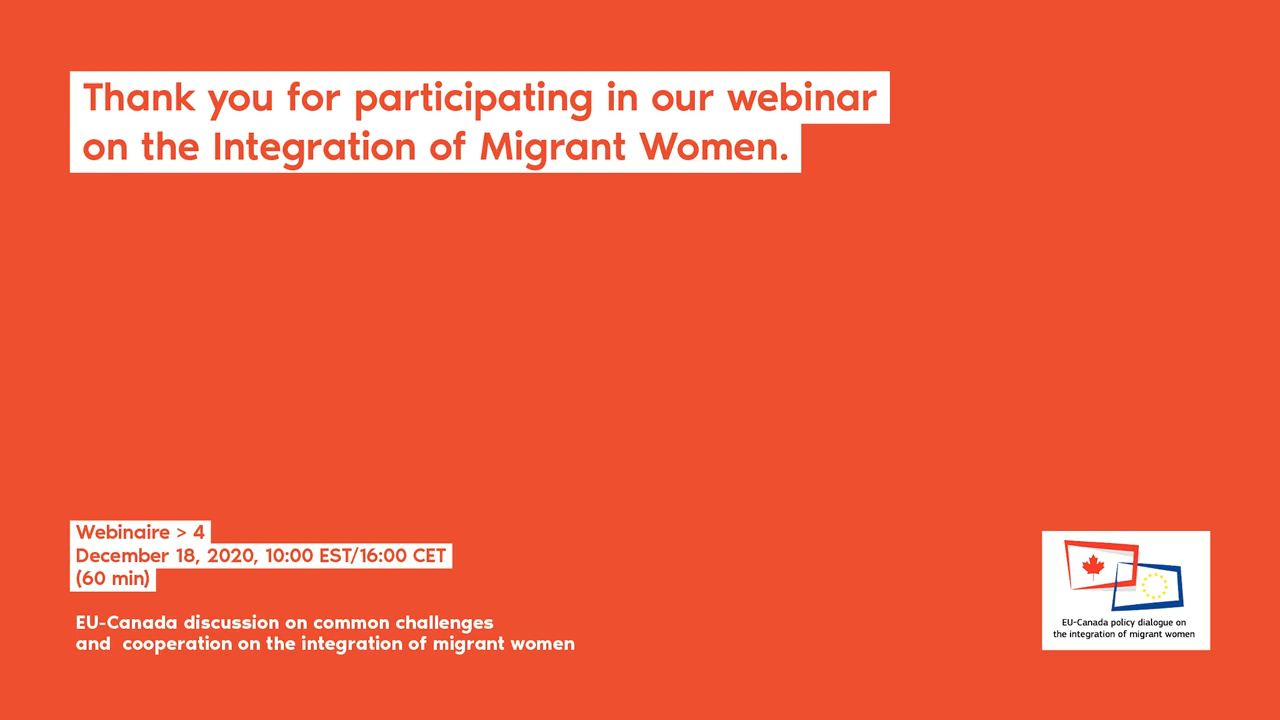 Thank you for participating in our webinar
on the Integration of Migrant Women.
Webinaire > 4
December 18, 2020, 10:00 EST/16:00 CET
(60 min)
EU-Canada discussion on common challenges
and  cooperation on the integration of migrant women
EU-Canada policy dialogue on
the integration of migrant women